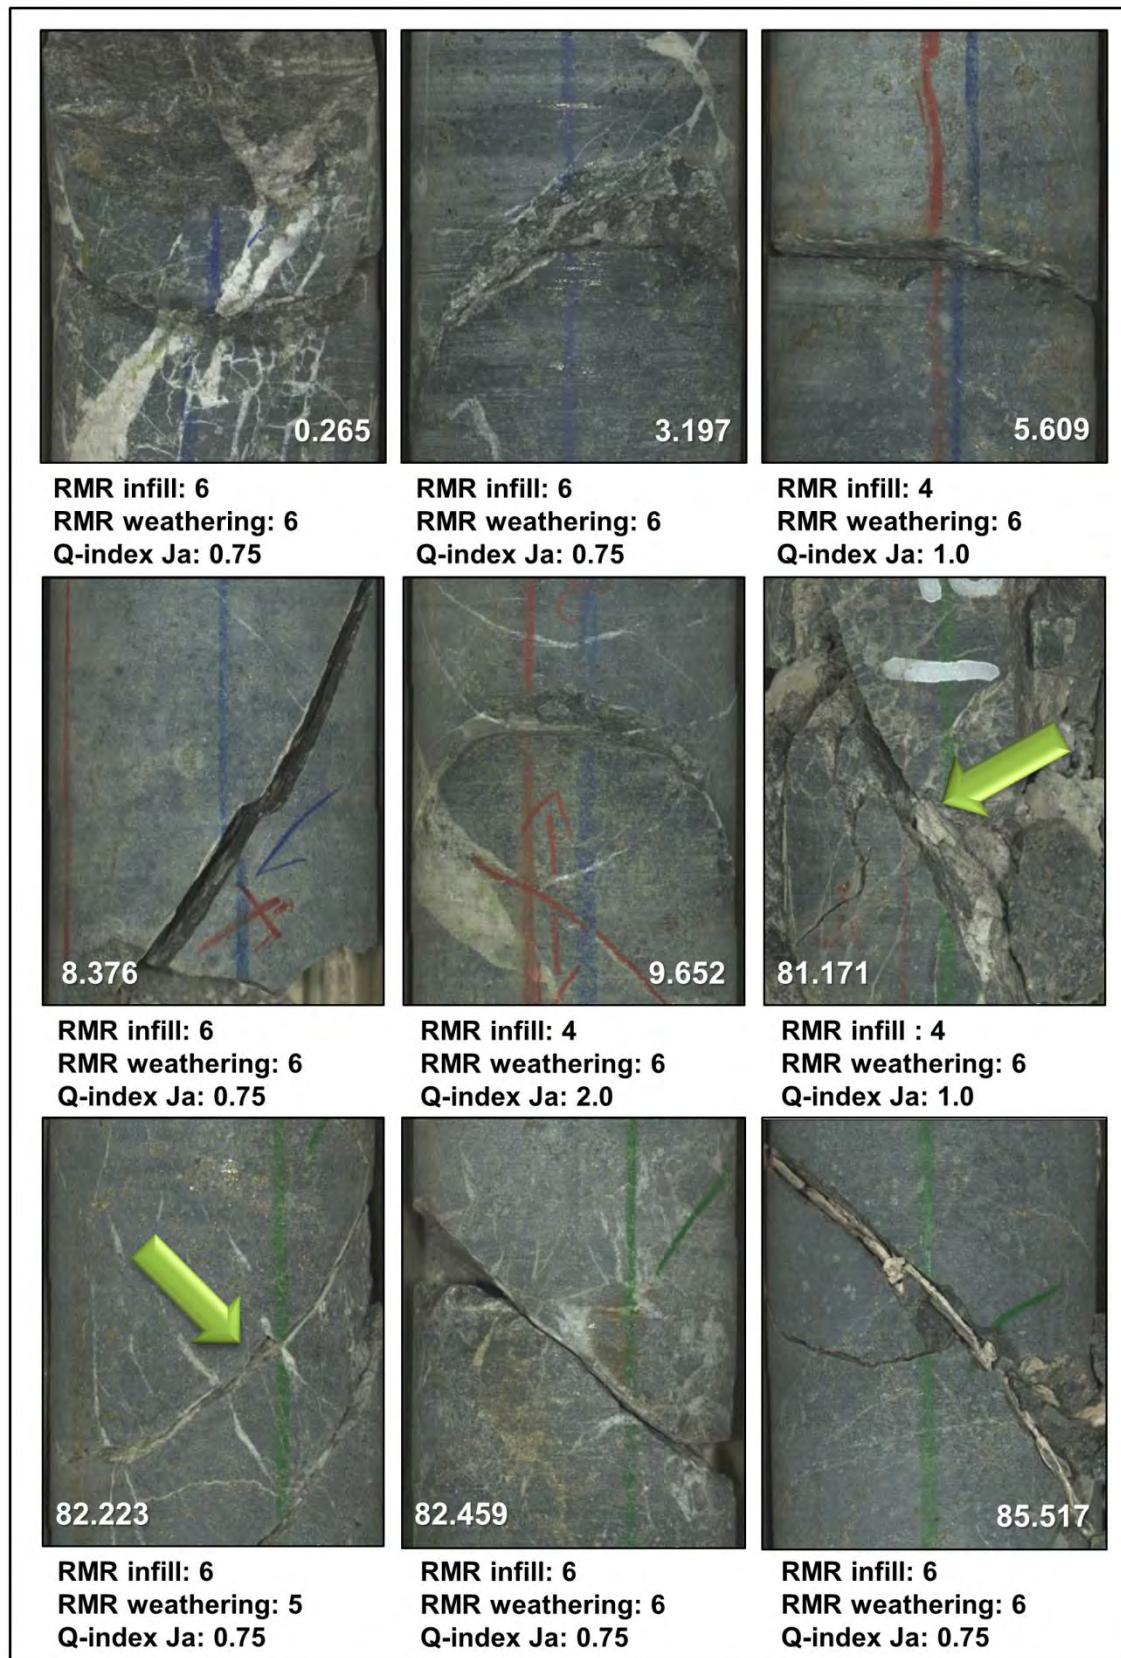 0.265
3.197
5.609
RMR infill: 6
RMR weathering: 6
Q-index Ja: 0.75
RMR infill: 6
RMR weathering: 6
Q-index Ja: 0.75
RMR infill: 4
RMR weathering: 6
Q-index Ja: 1.0
8.376
9.652
81.171
RMR infill: 6
RMR weathering: 6
Q-index Ja: 0.75
RMR infill: 4
RMR weathering: 6
Q-index Ja: 2.0
RMR infill : 4
RMR weathering: 6
Q-index Ja: 1.0
82.223
82.459
85.517
RMR infill: 6
RMR weathering: 5
Q-index Ja: 0.75
RMR infill: 6
RMR weathering: 6
Q-index Ja: 0.75
RMR infill: 6
RMR weathering: 6
Q-index Ja: 0.75